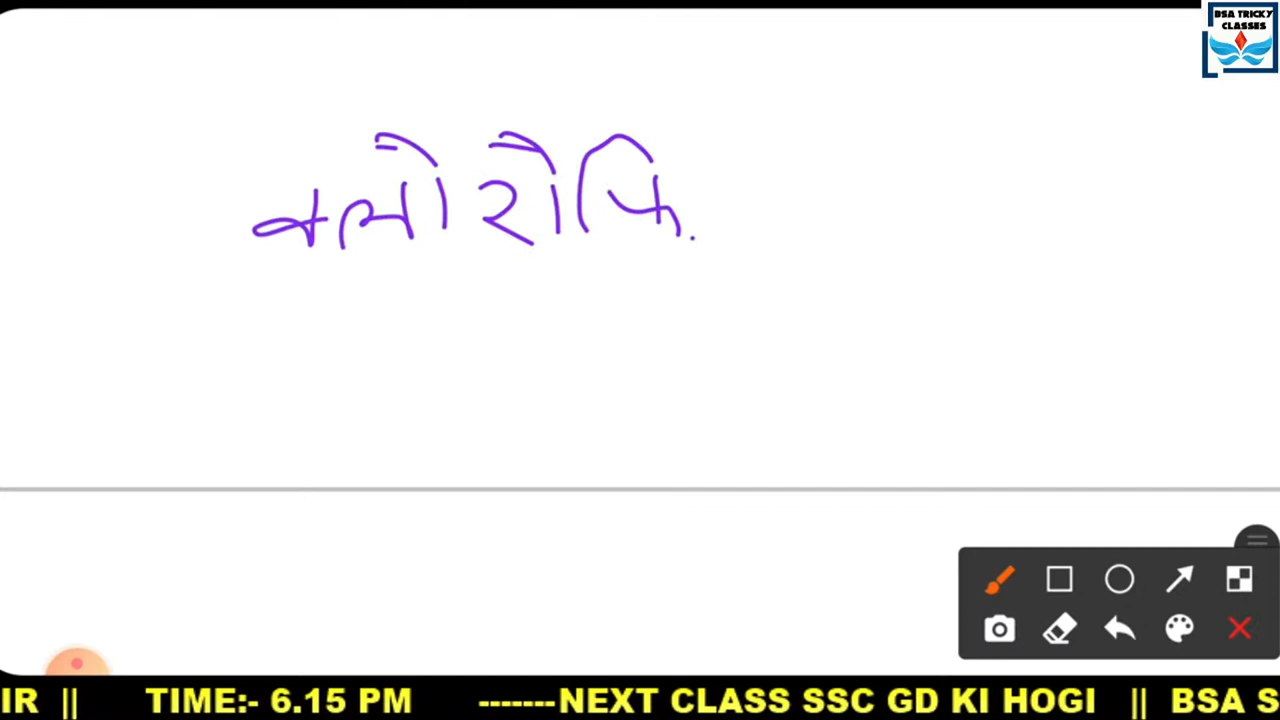 BSA TRICKY
CLASSES
क्लोरोफि
IR || TIME:- 6.15 PM -------NEXT CLASS SSC GD KI HOGI || BSA S